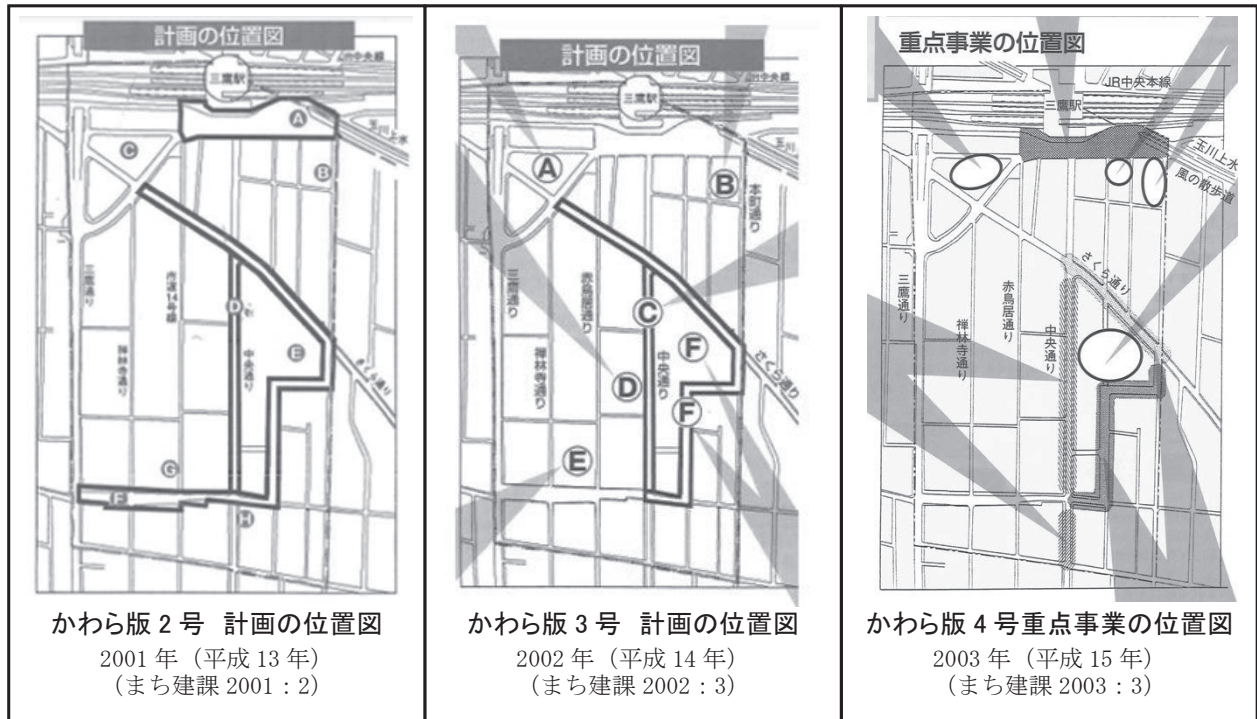 計画の位置図
JR中央線
三鷹駅
A
玉川上水
C
B
三鷹通り
市道14号線
D
中央通り
E
さくら通り
禅林寺通り
G
F
H
かわら版 2 号 計画の位置図
2001 年（平成 13 年）
（まち建課 2001：2）
計画の位置図
JR中央線
三鷹駅
玉川上
A
B
本町通り
三鷹通り
赤鳥居通り
C
中央通り
F
さくら通り
禅林寺通り
D
F
E
かわら版 3 号 計画の位置図
2002 年（平成 14 年）
（まち建課 2002：3）
重点事業の位置図
JR中央本線
三鷹駅
玉川上水
風の散歩道
さくら通り
三鷹通り
赤鳥居通り
禅林寺通り
中央通り
かわら版 4 号重点事業の位置図
2003 年（平成 15 年）
（まち建課 2003：3）